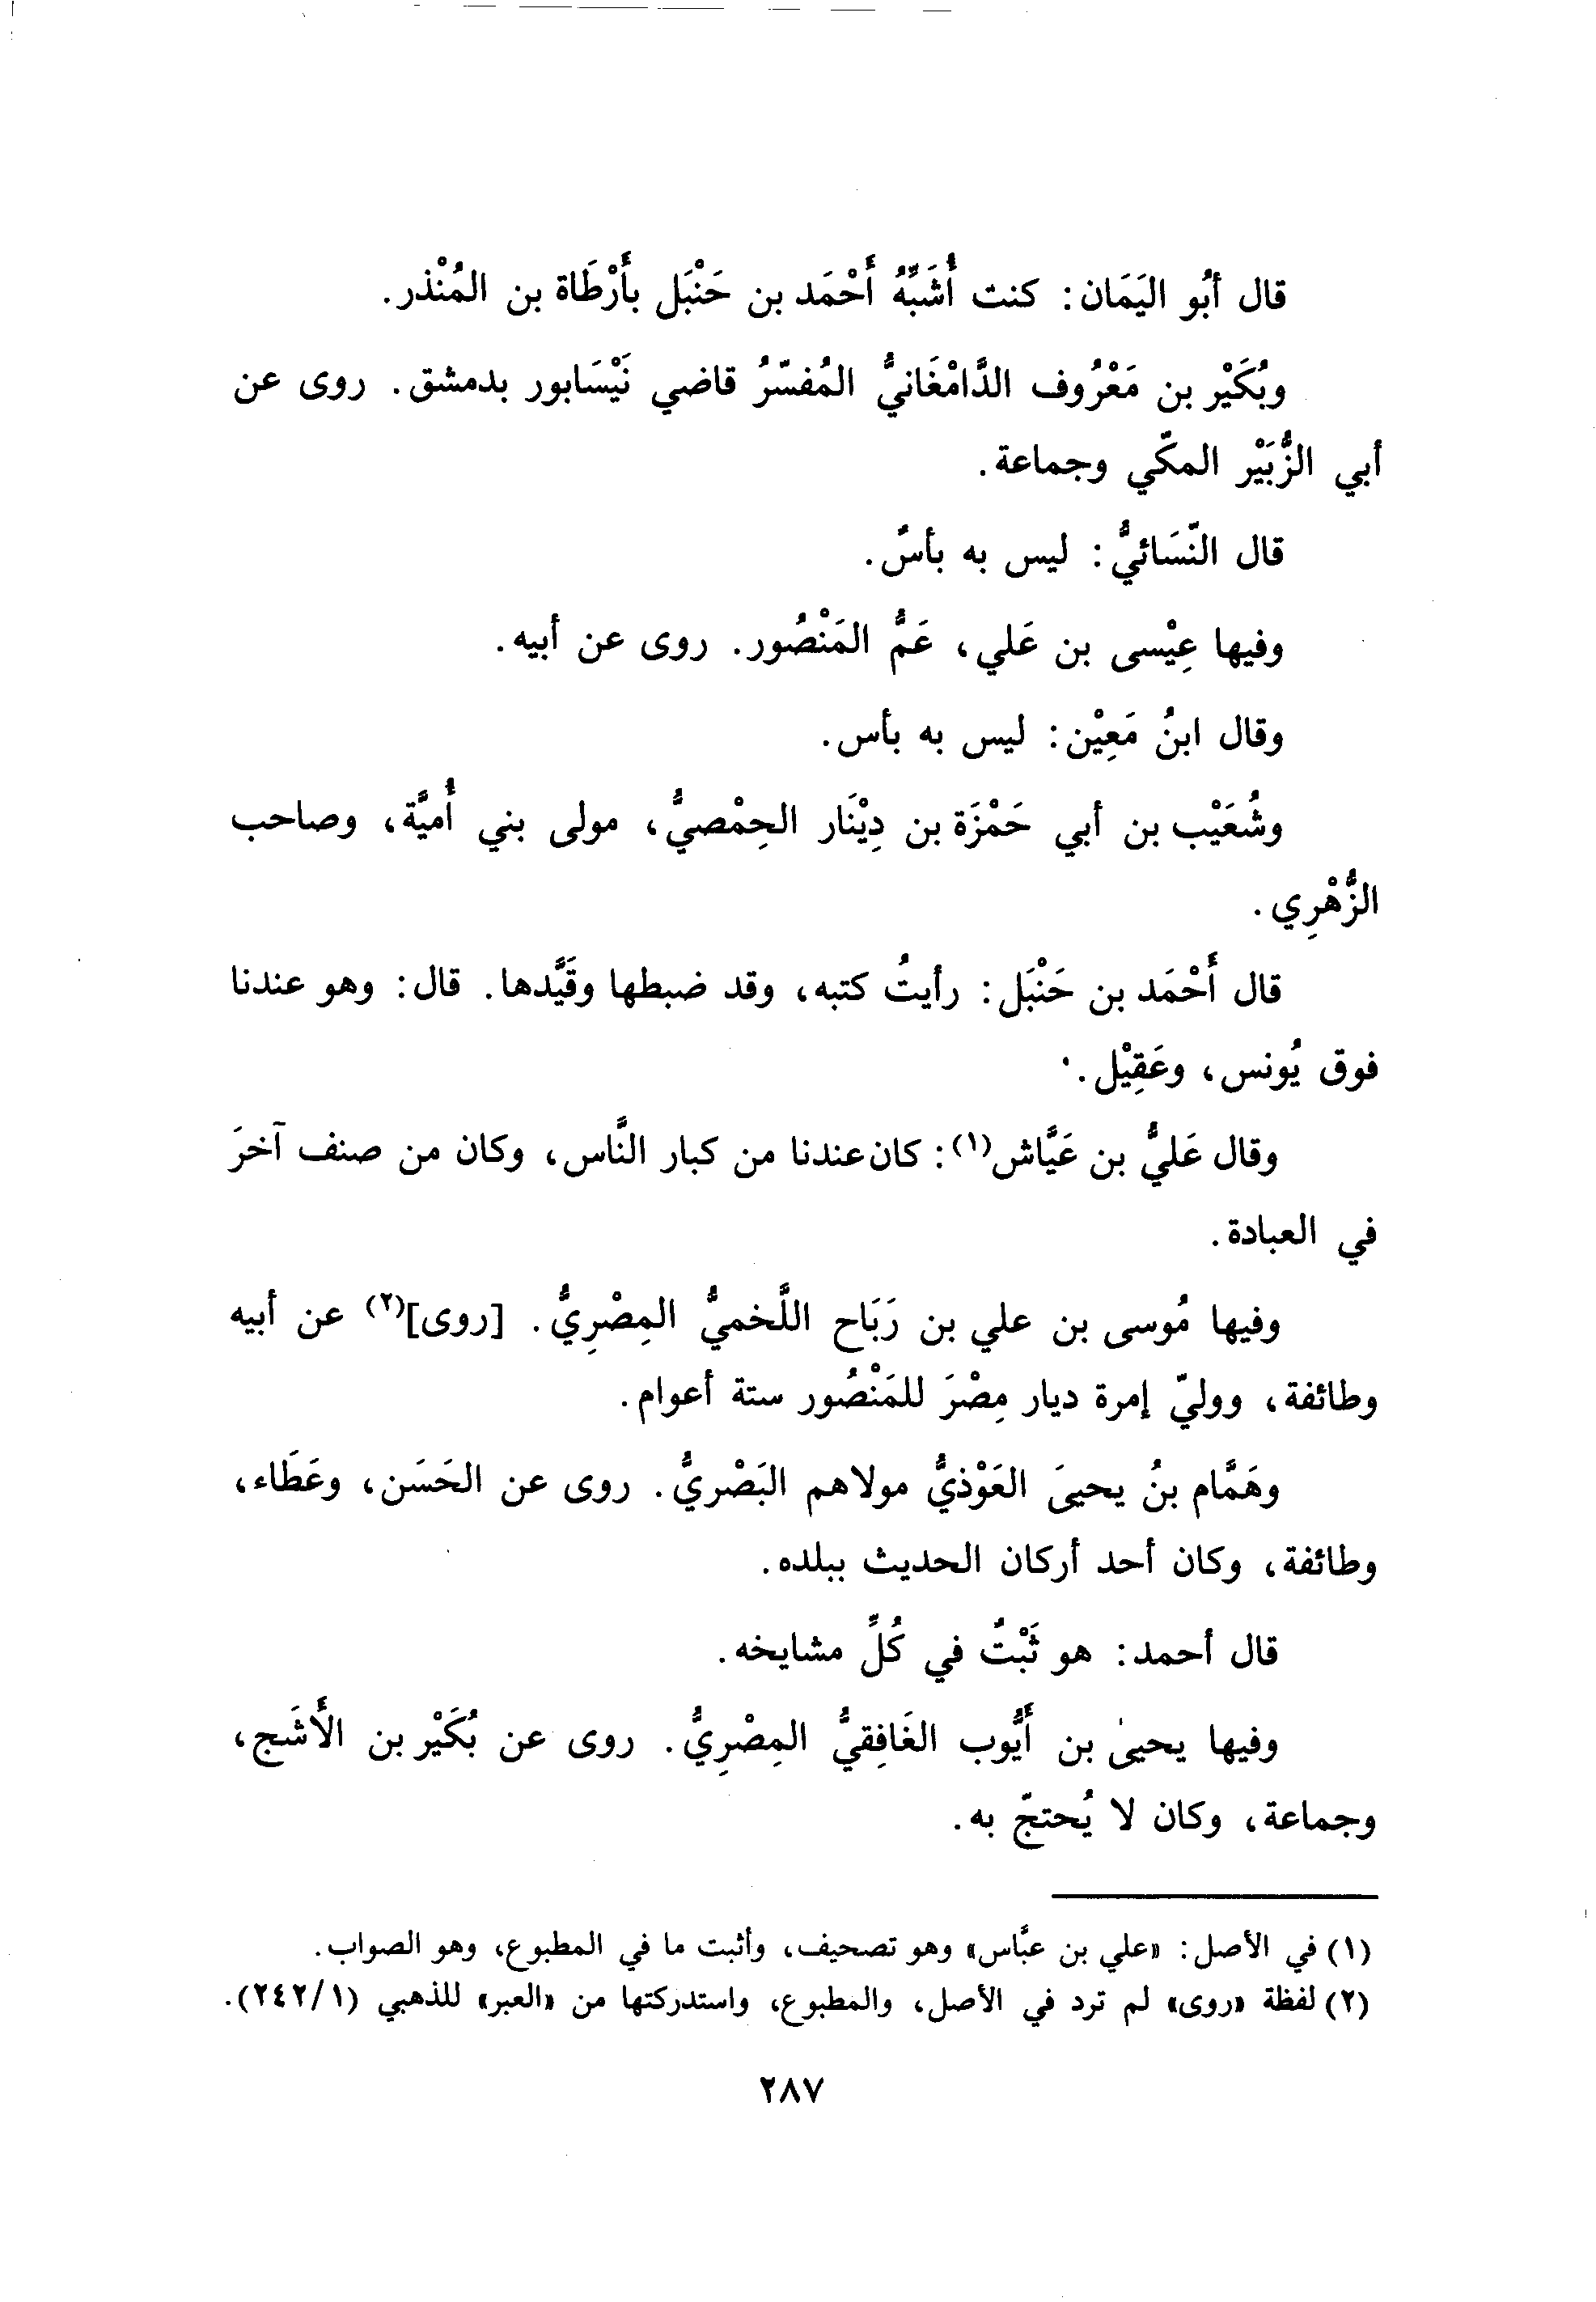 قال أبُو اليَمَان: كنت أُشَبِّهُ أَحْمَد بن حَنْبَل بأَرْطَاة بن المُنْذر.
وبُكَيْر بن مَعْرُوف الدَّامْغَانيُّ المُفسّرُ قاضي نَيْسَابور بدمشق. روى عن
أبي الزُّبَيْر المكّي وجماعة.
قال النّسَائيُّ: ليس به بأسٌ.
وفيها عِيْسى بن عَلي، عَمُّ المَنْصُور. روى عن أبيه.
وقال ابنُ مَعِيْن: ليس به بأس.
وشُعَيْب بن أبي حَمْزَة بن دِيْنَار الحِمْصيُّ، مولى بني أُميَّة، وصاحب
الزُّهْرِي.
قال أَحْمَد بن حَنْبَل: رأيتُ كتبه، وقد ضبطها وقَيَّدها. قال: وهو عندنا
فوق يُونس، وعَقِيْل.
وقال عَليُّ بن عَيَّاش(١): كان عندنا من كبار النَّاس، وكان من صنف آخرَ
في العبادة.
وفيها مُوسى بن علي بن رَبَاح اللَّخميُّ المِصْرِيُّ. [روى](٢) عن أبيه
وطائفة، ووليّ إمرة ديار مِصْرَ للمَنْصُور ستة أعوام.
وهَمَّام بنُ يحيىَ العَوْذيُّ مولاهم البَصْريُّ. روى عن الحَسَن، وعَطَاء،
وطائفة، وكان أحد أركان الحديث ببلده.
قال أحمد: هو ثَبْتٌ في كُلِّ مشايخه.
وفيها يحيىٰ بن أَيُّوب الغَافِقيُّ المِصْرِيُّ. روى عن بُكَيْر بن الأَشَج،
وجماعة، وكان لا يُحتجّ به.
(١) في الأصل: «علي بن عبَّاس» وهو تصحيف، وأثبت ما في المطبوع، وهو الصواب.
(٢) لفظة «روى» لم ترد في الأصل، والمطبوع، واستدركتها من «العبر» للذهبي (٢٤٢/١).
٢٨٧